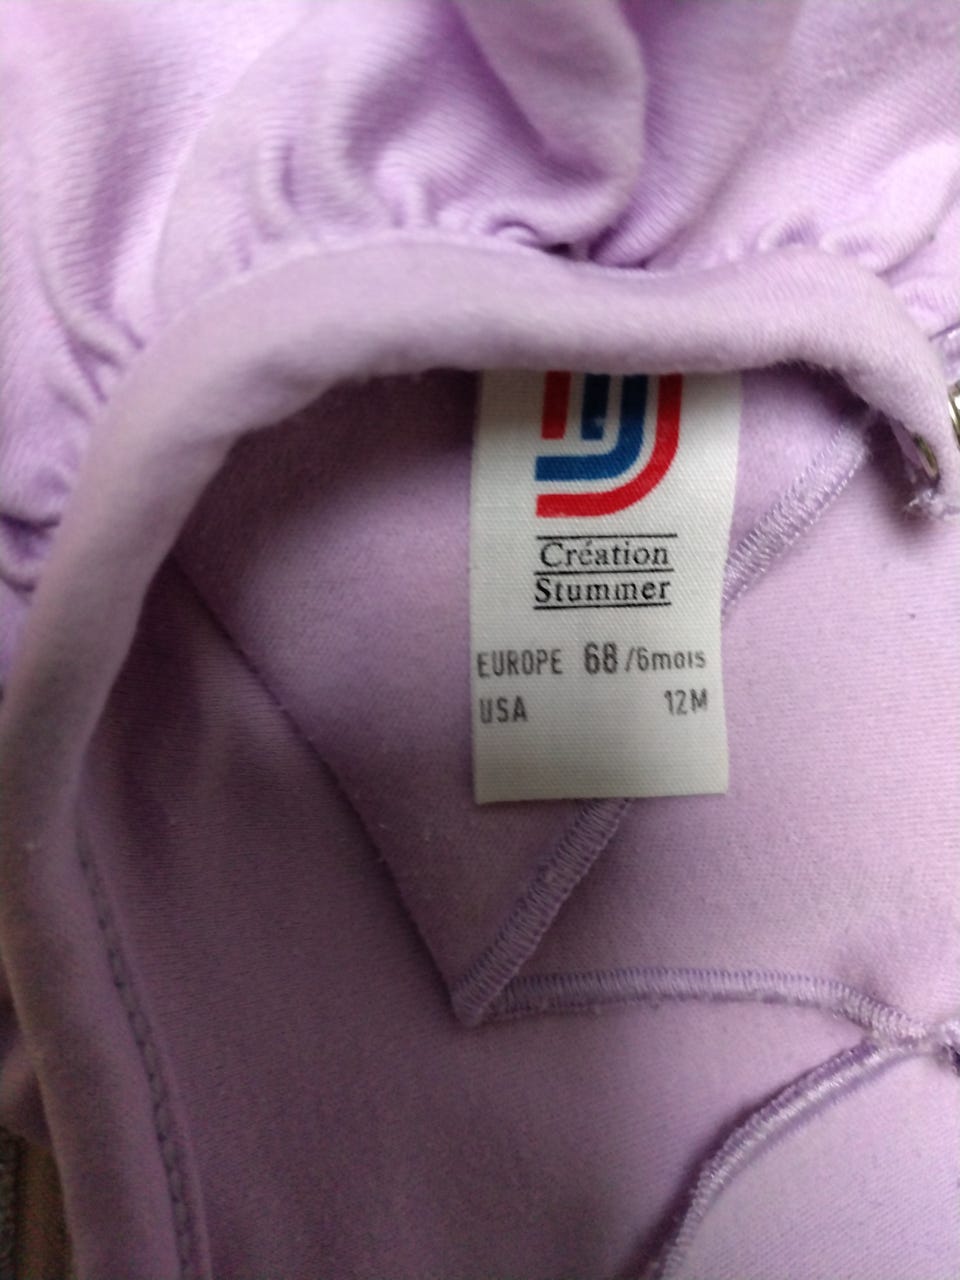 Création
Stummer
EUROPE 68/6mois
USA 12M